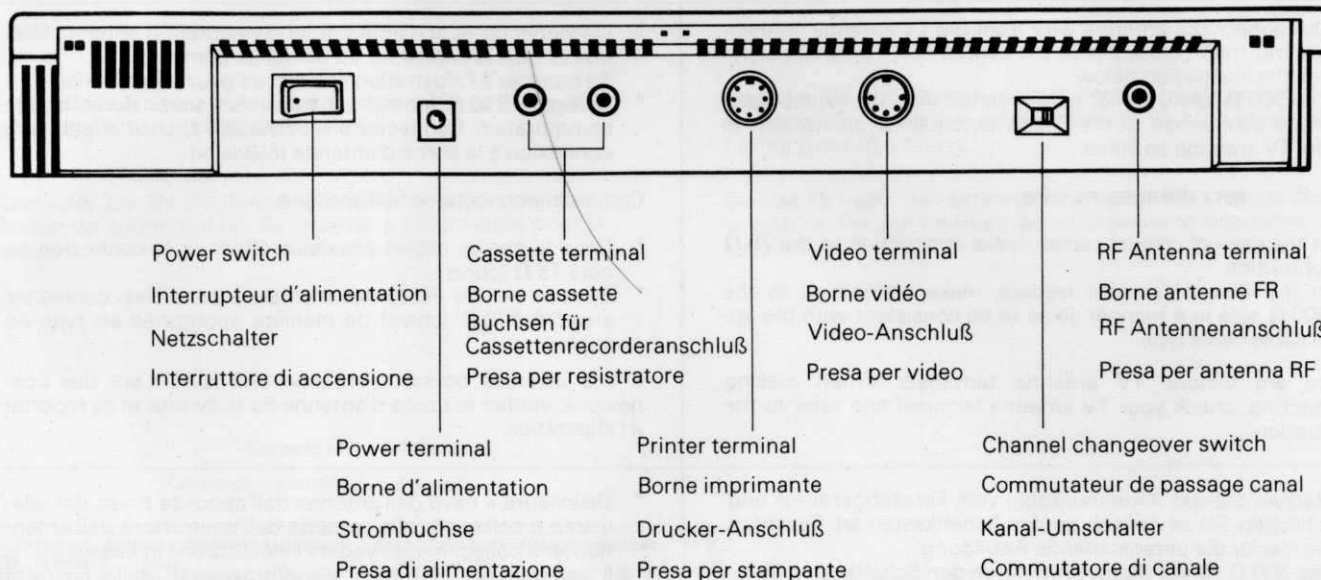 Power switch
Interrupteur d'alimentation
Netzschalter
Interruttore di accensione
Cassette terminal
Borne cassette
Buchsen für
Cassettenrecorderanschluß
Presa per resistratore
Video terminal
Borne vidéo
Video-Anschluß
Presa per video
RF Antenna terminal
Borne antenne FR
RF Antennenanschluß
Presa per antenna RF
Power terminal
Borne d'alimentation
Strombuchse
Presa di alimentazione
Printer terminal
Borne imprimante
Drucker-Anschluß
Presa per stampante
Channel changeover switch
Commutateur de passage canal
Commutatore di canale